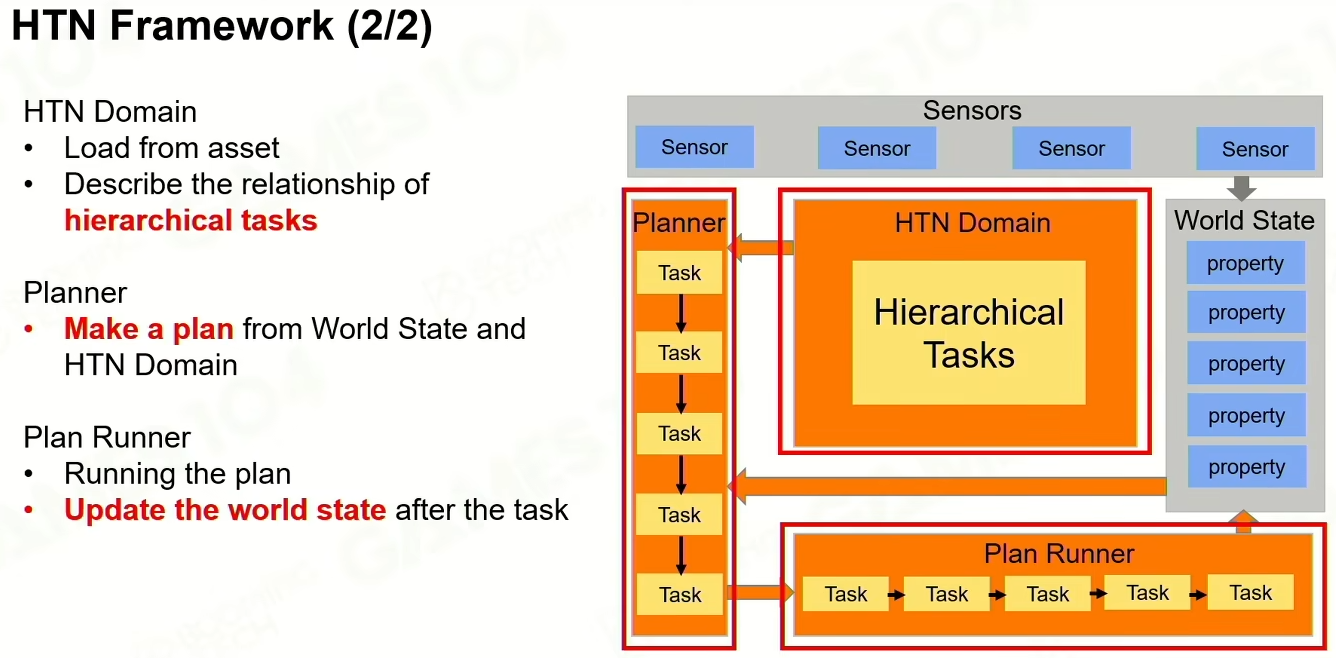 HTN Framework (2/2)
HTN Domain
• Load from asset
• Describe the relationship of
hierarchical tasks
Planner
• Make a plan from World State and
HTN Domain
Plan Runner
• Running the plan
• Update the world state after the task
Sensors
Sensor
Sensor
Sensor
Sensor
Planner
Task
Task
Task
Task
Task
HTN Domain
Hierarchical
Tasks
World State
property
property
property
property
property
Plan Runner
Task
Task
Task
Task
Task